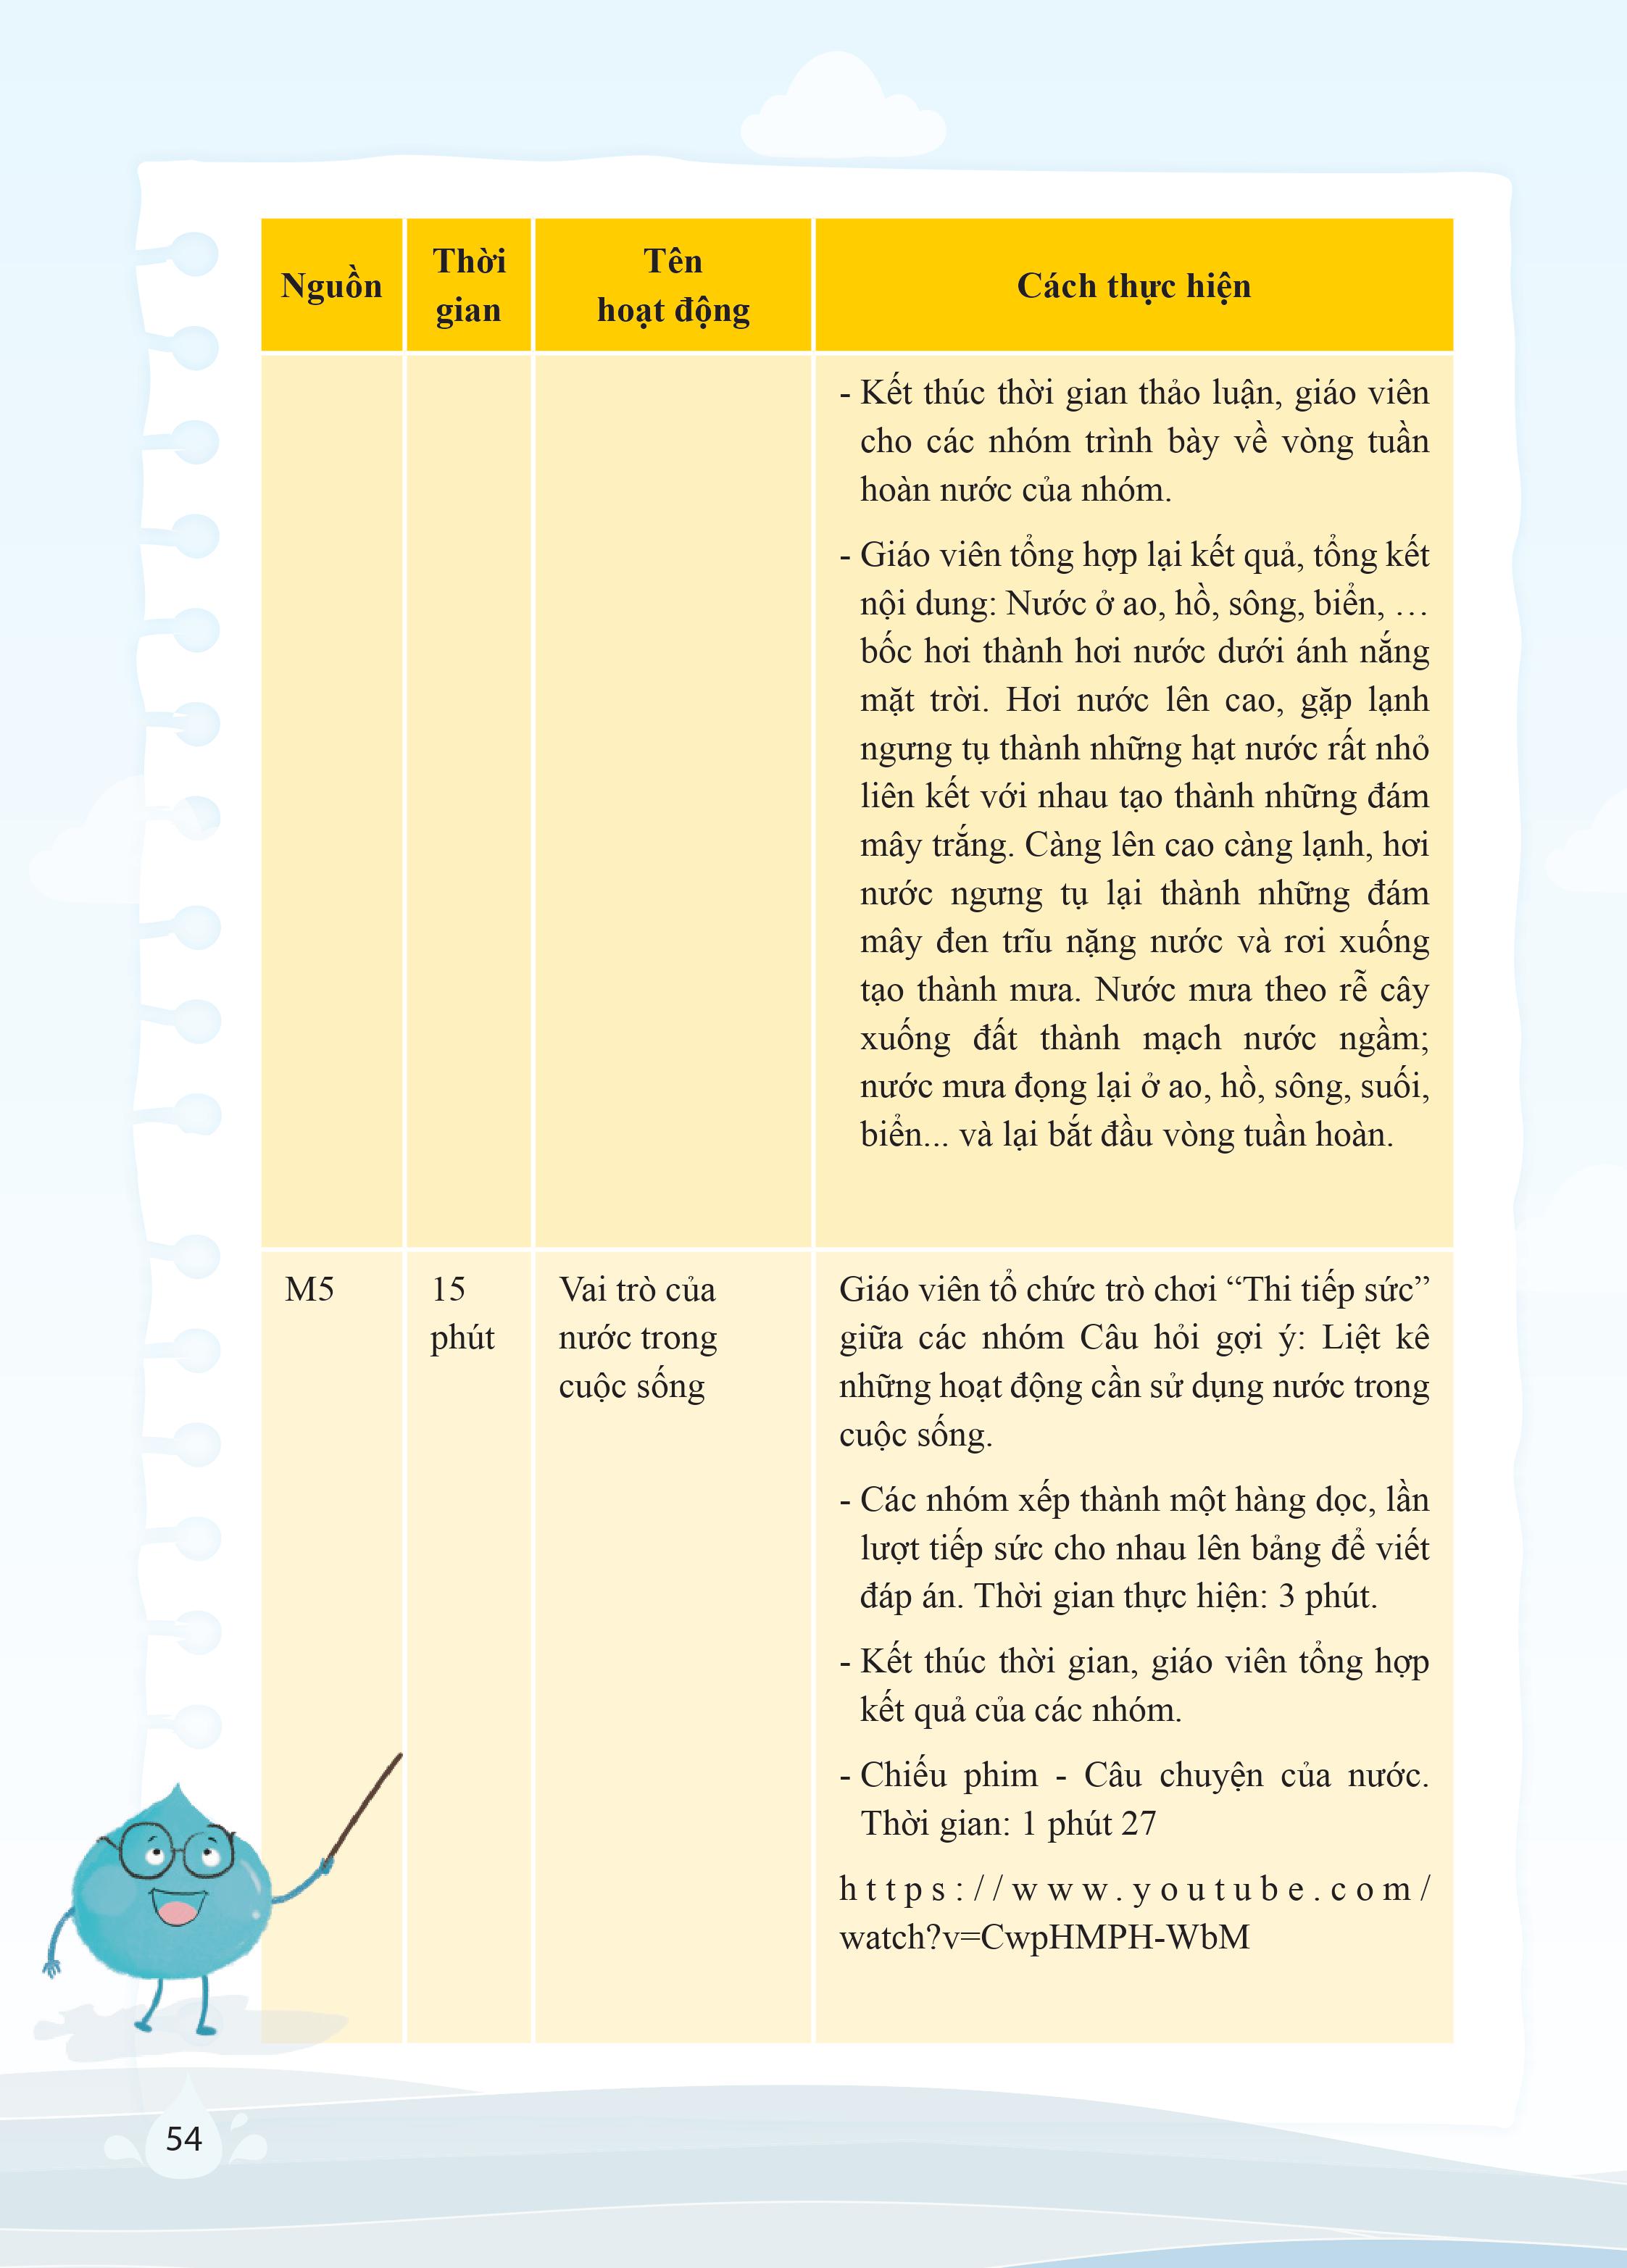 Nguồn
Thời
gian
Tên
hoạt động
Cách thực hiện
- Kết thúc thời gian thảo luận, giáo viên
cho các nhóm trình bày về vòng tuần
hoàn nước của nhóm.
- Giáo viên tổng hợp lại kết quả, tổng kết
nội dung: Nước ở ao, hồ, sông, biển, …
bốc hơi thành hơi nước dưới ánh nắng
mặt trời. Hơi nước lên cao, gặp lạnh
ngưng tụ thành những hạt nước rất nhỏ
liên kết với nhau tạo thành những đám
mây trắng. Càng lên cao càng lạnh, hơi
nước ngưng tụ lại thành những đám
mây đen trĩu nặng nước và rơi xuống
tạo thành mưa. Nước mưa theo rễ cây
xuống đất thành mạch nước ngầm;
nước mưa đọng lại ở ao, hồ, sông, suối,
biển... và lại bắt đầu vòng tuần hoàn.
M5
15
phút
Vai trò của
nước trong
cuộc sống
Giáo viên tổ chức trò chơi “Thi tiếp sức”
giữa các nhóm Câu hỏi gợi ý: Liệt kê
những hoạt động cần sử dụng nước trong
cuộc sống.
- Các nhóm xếp thành một hàng dọc, lần
lượt tiếp sức cho nhau lên bảng để viết
đáp án. Thời gian thực hiện: 3 phút.
- Kết thúc thời gian, giáo viên tổng hợp
kết quả của các nhóm.
- Chiếu phim - Câu chuyện của nước.
Thời gian: 1 phút 27
https://www.youtube.com/
watch?v=CwpHMPH-WbM
54